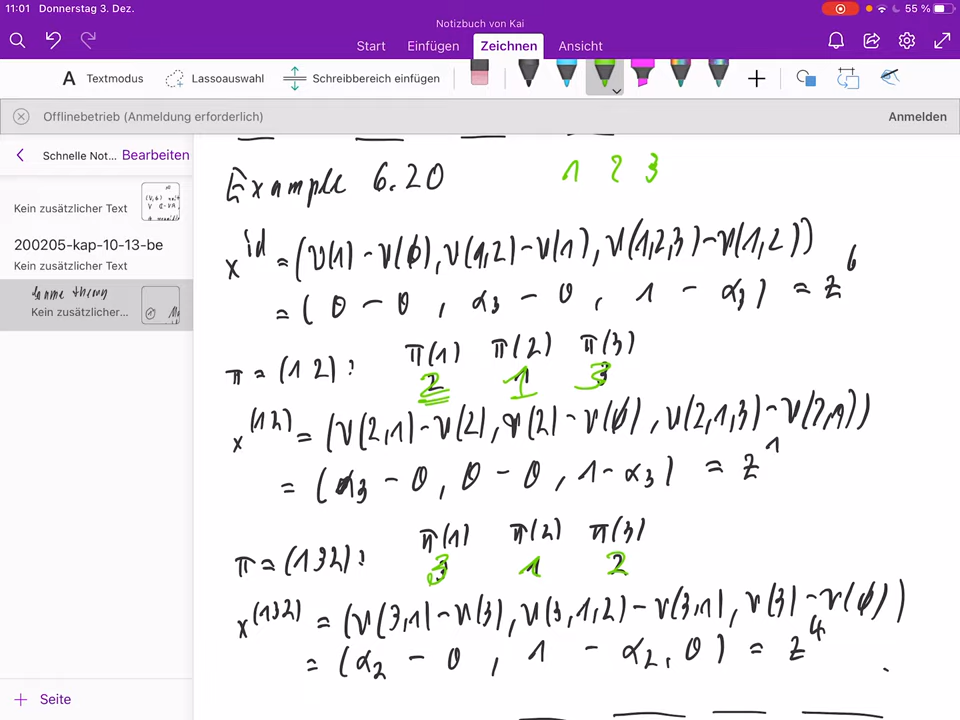 11:01 Donnerstag 3. Dez.
55 %
Notizbuch von Kai
Start Einfügen Zeichnen Ansicht
A Textmodus Lassoauswahl Schreibbereich einfügen
Offlinebetrieb (Anmeldung erforderlich) Anmelden
Schnelle Not... Bearbeiten
Kein zusätzlicher Text
200205-kap-10-13-be
Kein zusätzlicher Text
Game theory
Kein zusätzlicher...
Seite
Example 6.20 1 2 3
x^id = (v(1) - v(∅), v(1,2) - v(1), v(1,2,3) - v(1,2))
= (0 - 0, α₃ - 0, 1 - α₃) = z⁶
π = (1 2): π(1) π(2) π(3)
2 1 3
x^(12) = (v(2,1) - v(2), v(2) - v(∅), v(2,1,3) - v(2,1))
= (α₃ - 0, 0 - 0, 1 - α₃) = z¹
π = (1 3 2): π(1) π(2) π(3)
3 1 2
x^(132) = (v(3,1) - v(3), v(3,1,2) - v(3,1), v(3) - v(∅))
= (α₂ - 0, 1 - α₂, 0) = z⁴